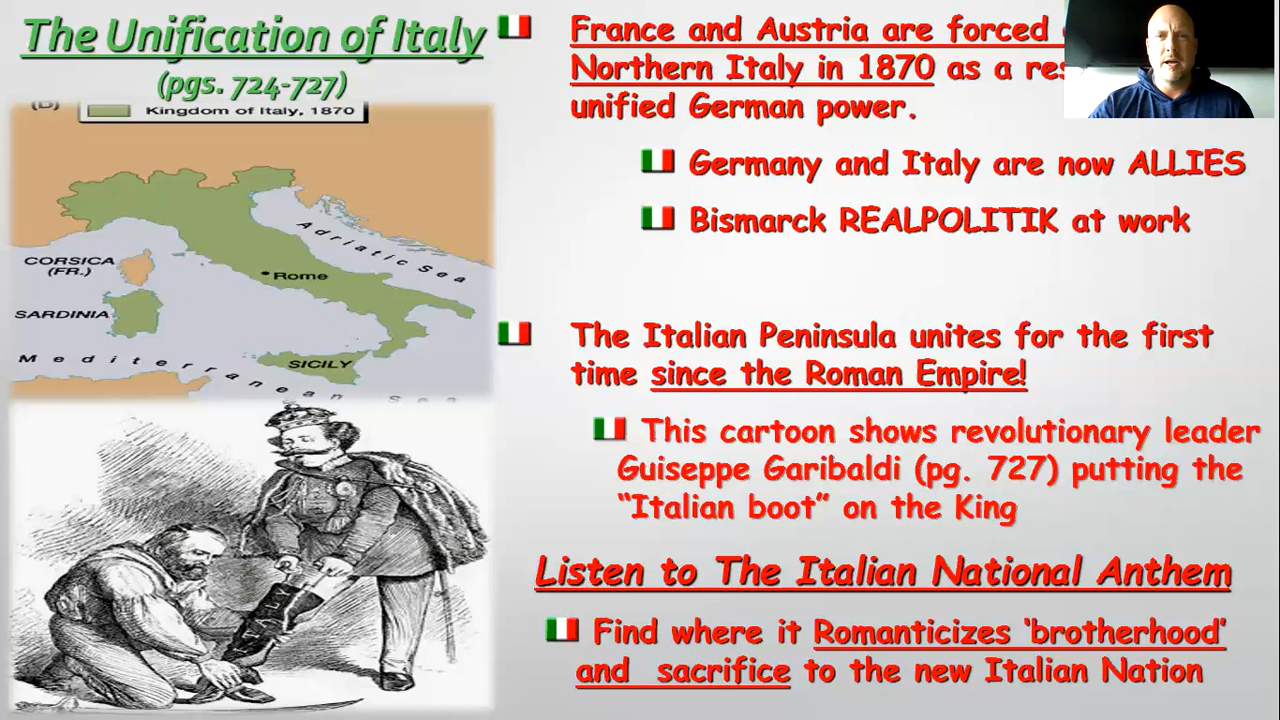 The Unification of Italy
(pgs. 724-727)
(D)
Kingdom of Italy, 1870
Adriatic Sea
CORSICA
(FR.)
Rome
SARDINIA
SICILY
Mediterranean Sea
France and Austria are forced
Northern Italy in 1870 as a
unified German power.
Germany and Italy are now ALLIES
Bismarck REALPOLITIK at work
The Italian Peninsula unites for the first
time since the Roman Empire!
This cartoon shows revolutionary leader
Guiseppe Garibaldi (pg. 727) putting the
“Italian boot” on the King
ITALY
Listen to The Italian National Anthem
Find where it Romanticizes ‘brotherhood’
and sacrifice to the new Italian Nation